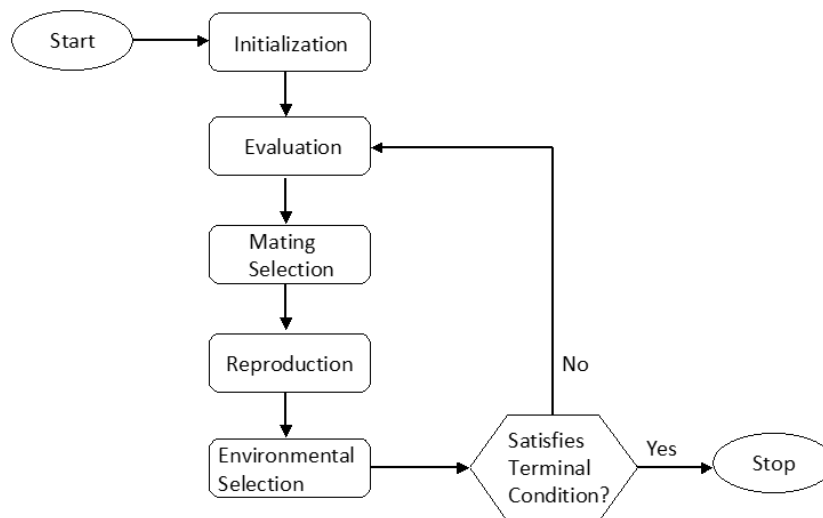 Start
Initialization
Evaluation
Mating
Selection
Reproduction
Environmental
Selection
Satisfies
Terminal
Condition?
No
Yes
Stop